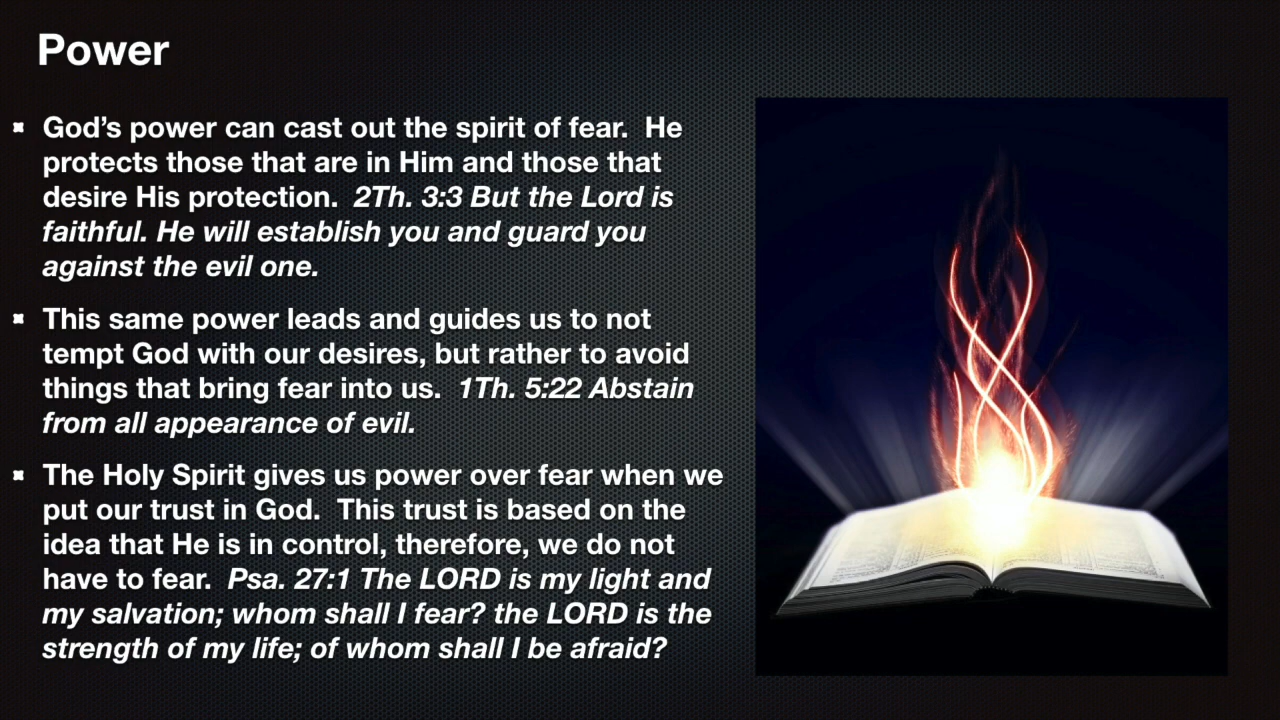 Power
God's power can cast out the spirit of fear.  He
protects those that are in Him and those that
desire His protection.  2Th. 3:3 But the Lord is
faithful. He will establish you and guard you
against the evil one.
This same power leads and guides us to not
tempt God with our desires, but rather to avoid
things that bring fear into us.  1Th. 5:22 Abstain
from all appearance of evil.
The Holy Spirit gives us power over fear when we
put our trust in God.  This trust is based on the
idea that He is in control, therefore, we do not
have to fear.  Psa. 27:1 The LORD is my light and
my salvation; whom shall I fear? the LORD is the
strength of my life; of whom shall I be afraid?